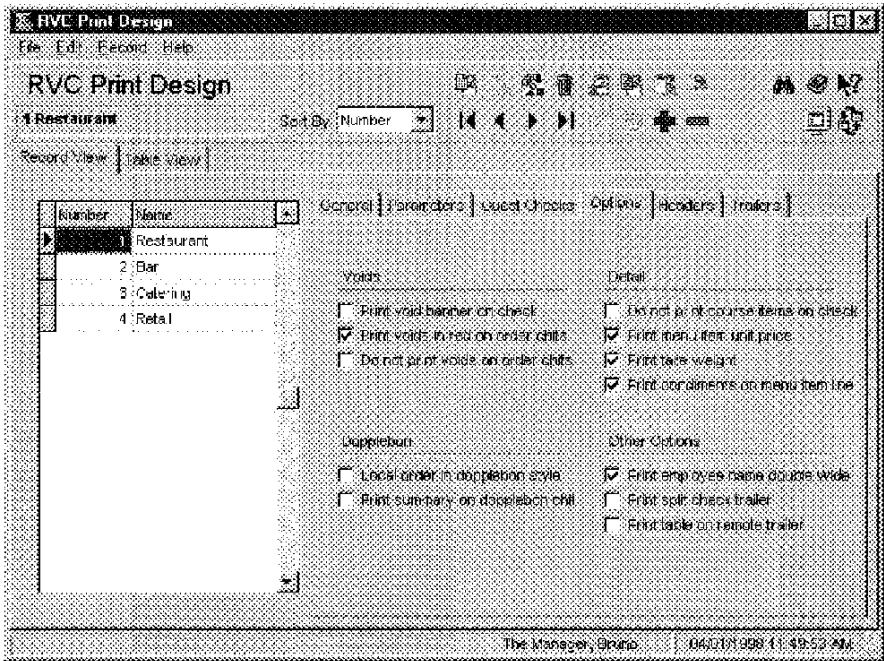 RVC Print Design
File Edit Record Help
RVC Print Design
1 Restaurant
Sort By Number
Record View Table View
General Parameters Guest Checks Options Headers Trailers
Number Name
1 Restaurant
2 Bar
3 Catering
4 Retail
Voids
Print void banner on check
Print voids in red on order chits
Do not print voids on order chits
Detail
Do not print course items on check
Print menu item unit price
Print tare weight
Print condiments on menu item line
Dopplebon
Local order in dopplebon style
Print summary on dopplebon chit
Other Options
Print employee name double wide
Print split check trailer
Print table on remote trailer
The Manager, Bruno 04/01/1998 11:49:53 AM